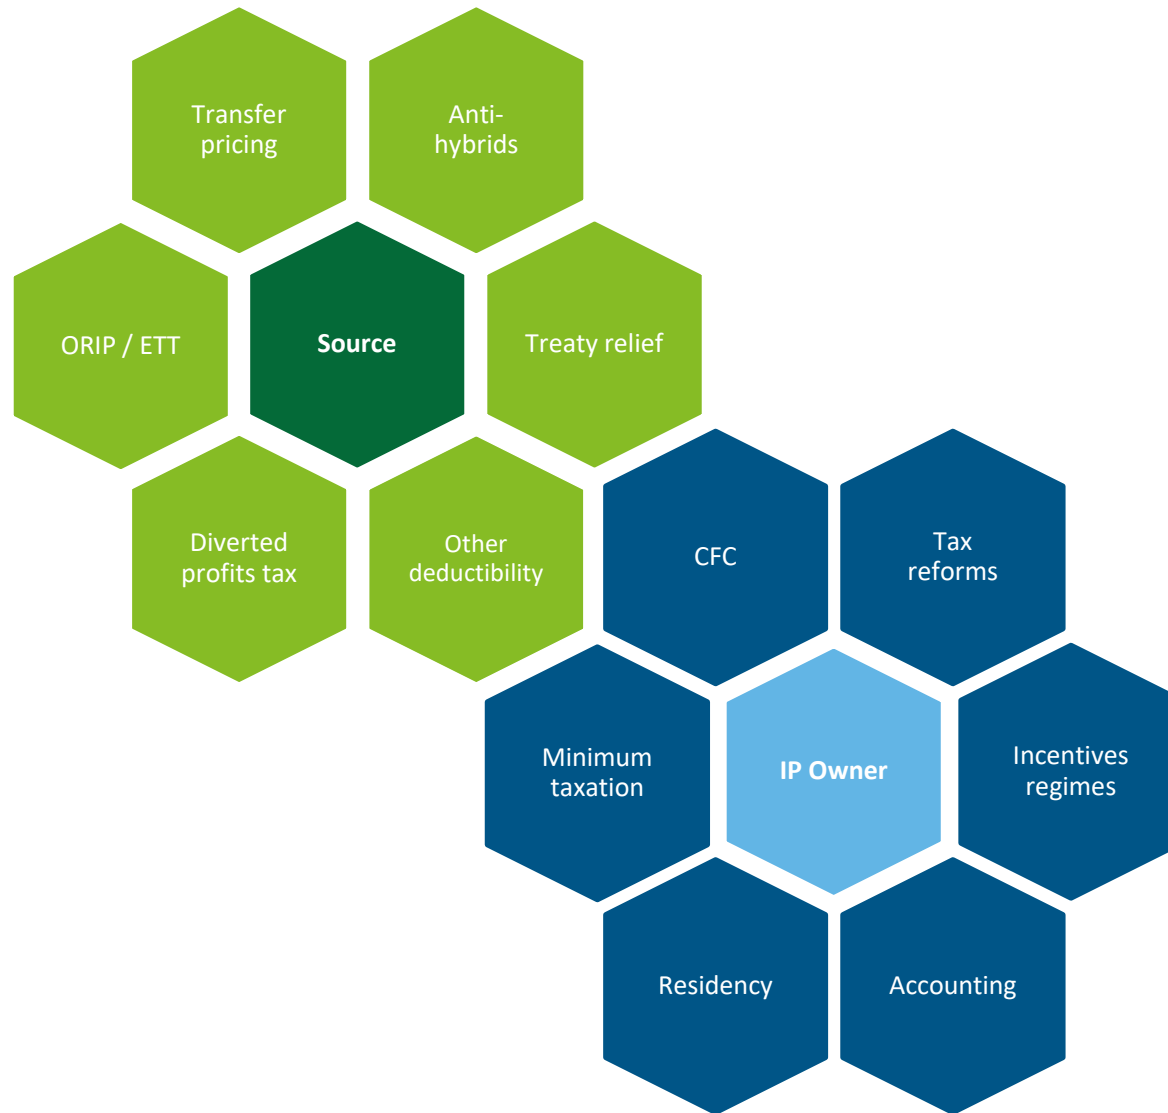 Transfer
pricing
Anti-
hybrids
ORIP / ETT
Source
Treaty relief
Diverted
profits tax
Other
deductibility
CFC
Tax
reforms
Minimum
taxation
IP Owner
Incentives
regimes
Residency
Accounting